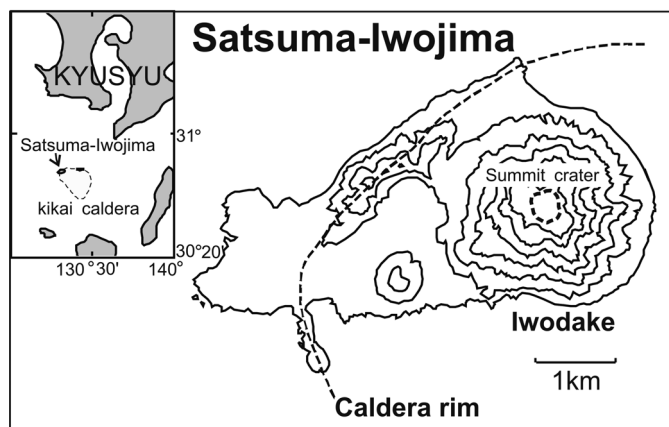 Satsuma-Iwojima
KYUSYU
31°
Satsuma-Iwojima
kikai caldera
30°20'
130°30'
140°
Summit crater
Iwodake
1km
Caldera rim